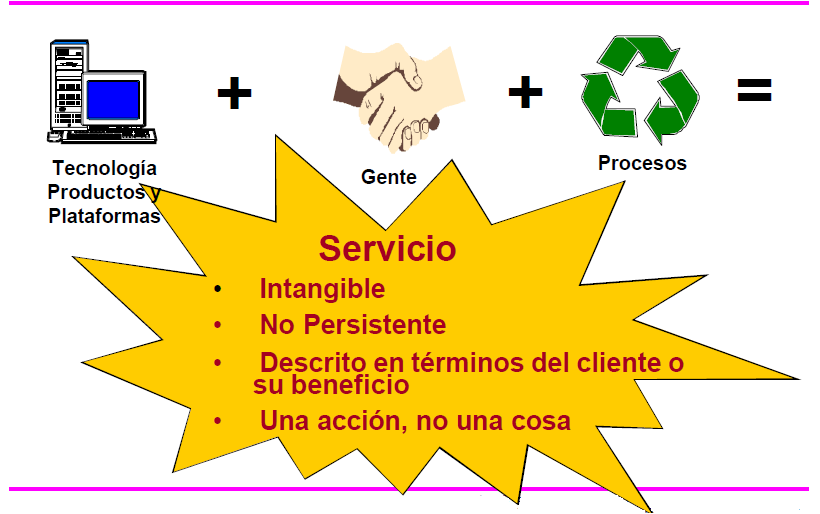 + + =
Tecnología
Productos y
Plataformas
Gente
Procesos
Servicio
• Intangible
• No Persistente
• Descrito en términos del cliente o
su beneficio
• Una acción, no una cosa